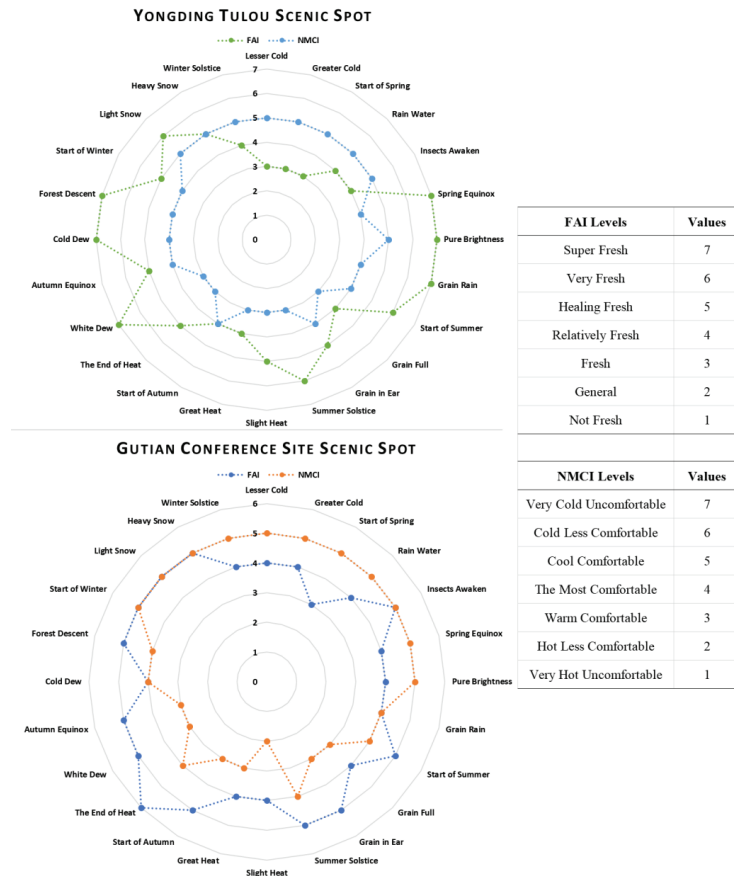 YONGDING TULOU SCENIC SPOT
FAI NMCI
Lesser Cold
Winter Solstice
Greater Cold
Heavy Snow
Start of Spring
Light Snow
Rain Water
Start of Winter
Insects Awaken
Forest Descent
Spring Equinox
Cold Dew
Pure Brightness
Autumn Equinox
Grain Rain
White Dew
Start of Summer
The End of Heat
Grain Full
Start of Autumn
Grain in Ear
Great Heat
Summer Solstice
Slight Heat
7
6
5
4
3
2
1
0
GUTIAN CONFERENCE SITE SCENIC SPOT
FAI NMCI
Lesser Cold
Winter Solstice
Greater Cold
Heavy Snow
Start of Spring
Light Snow
Rain Water
Start of Winter
Insects Awaken
Forest Descent
Spring Equinox
Cold Dew
Pure Brightness
Autumn Equinox
Grain Rain
White Dew
Start of Summer
The End of Heat
Grain Full
Start of Autumn
Grain in Ear
Great Heat
Summer Solstice
Slight Heat
6
5
4
3
2
1
0
FAI Levels Values
Super Fresh 7
Very Fresh 6
Healing Fresh 5
Relatively Fresh 4
Fresh 3
General 2
Not Fresh 1
NMCI Levels Values
Very Cold Uncomfortable 7
Cold Less Comfortable 6
Cool Comfortable 5
The Most Comfortable 4
Warm Comfortable 3
Hot Less Comfortable 2
Very Hot Uncomfortable 1